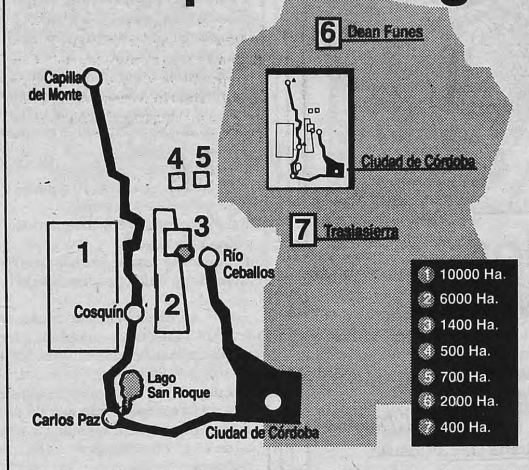 6 Dean Funes
Capilla
del Monte
4 5
Ciudad de Córdoba
3
7 Traslasierra
1
Río
Ceballos
2
Cosquín
Lago
San Roque
Carlos Paz
Ciudad de Córdoba
1 10000 Ha.
2 6000 Ha.
3 1400 Ha.
4 500 Ha.
5 700 Ha.
6 2000 Ha.
7 400 Ha.